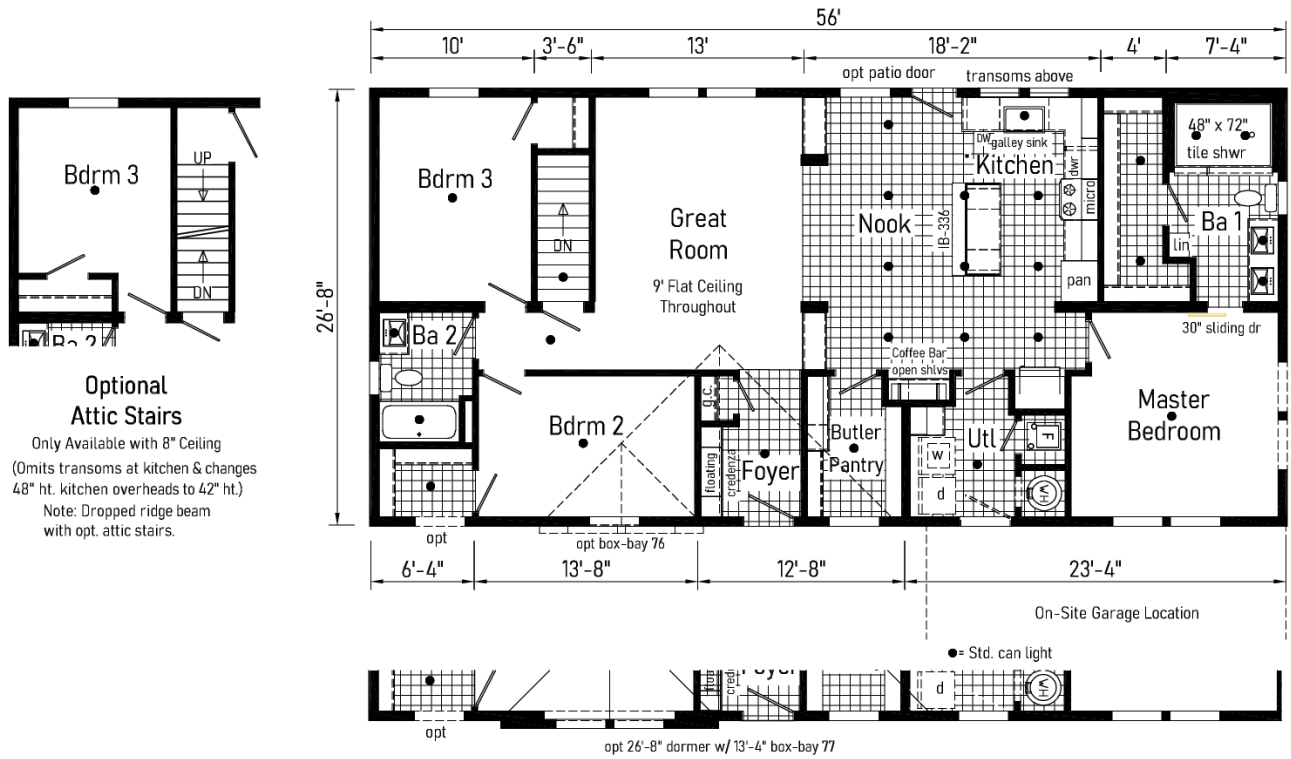 56'
10'
3'-6"
13'
18'-2"
4'
7'-4"
opt patio door
transoms above
UP
DN
Bdrm 3
Ba 2
Optional
Attic Stairs
Only Available with 8" Ceiling
(Omits transoms at kitchen & changes
48" ht. kitchen overheads to 42" ht.)
Note: Dropped ridge beam
with opt. attic stairs.
26'-8"
Bdrm 3
DN
Great
Room
9' Flat Ceiling
Throughout
Nook
DW
galley sink
Kitchen
dwr
micro
IB-336
pan
48" x 72"
tile shwr
Ba 1
lin
30" sliding dr
Ba 2
Coffee Bar
open shlvs
Bdrm 2
g.c.
floating
credenza
Foyer
Butler
Pantry
Utl
W
d
F
WH
Master
Bedroom
opt
opt box-bay 76
6'-4"
13'-8"
12'-8"
23'-4"
On-Site Garage Location
= Std. can light
Foyer
d
WH
opt
opt 26'-8" dormer w/ 13'-4" box-bay 77